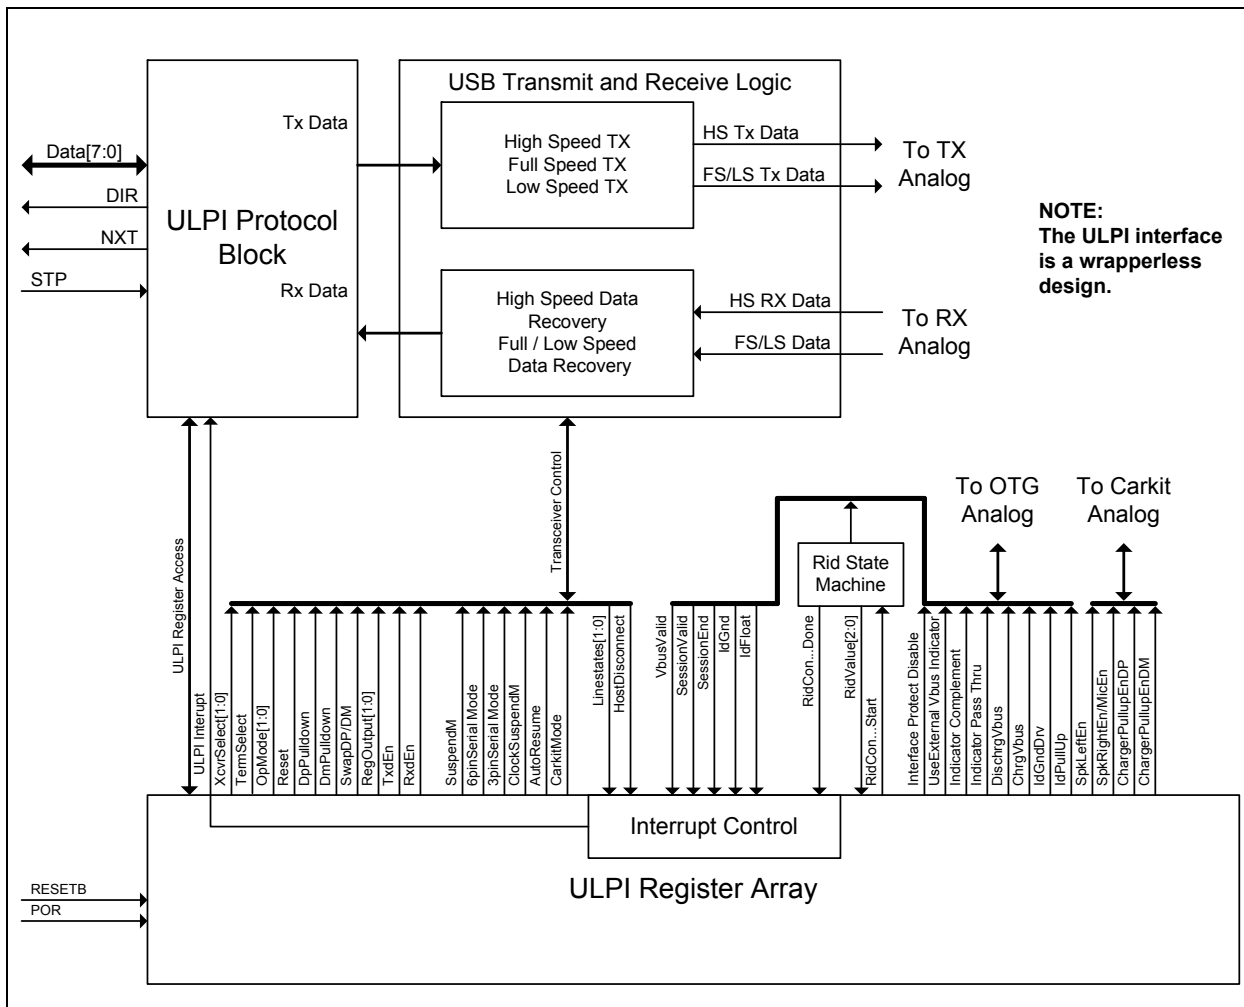 USB Transmit and Receive Logic
Tx Data
High Speed TX
Full Speed TX
Low Speed TX
HS Tx Data
FS/LS Tx Data
To TX
Analog
Data[7:0]
DIR
NXT
STP
ULPI Protocol
Block
Rx Data
High Speed Data
Recovery
Full / Low Speed
Data Recovery
HS RX Data
FS/LS Data
To RX
Analog
NOTE:
The ULPI interface
is a wrapperless
design.
ULPI Register Access
ULPI Interupt
Transceiver Control
To OTG
Analog
To Carkit
Analog
Rid State
Machine
XcvrSelect[1:0]
TermSelect
OpMode[1:0]
Reset
DpPulldown
DmPulldown
SwapDP/DM
RegOutput[1:0]
TxdEn
RxdEn
SuspendM
6pinSerial Mode
3pinSerial Mode
ClockSuspendM
AutoResume
CarkitMode
Linestates[1:0]
HostDisconnect
VbusValid
SessionValid
SessionEnd
IdGnd
IdFloat
RidCon...Done
RidValue[2:0]
RidCon...Start
Interface Protect Disable
UseExternal Vbus Indicator
Indicator Complement
Indicator Pass Thru
DischrgVbus
ChrgVbus
IdGndDrv
IdPullUp
SpkLeftEn
SpkRightEn/MicEn
ChargerPullupEnDP
ChargerPullupEnDM
Interrupt Control
ULPI Register Array
RESETB
POR